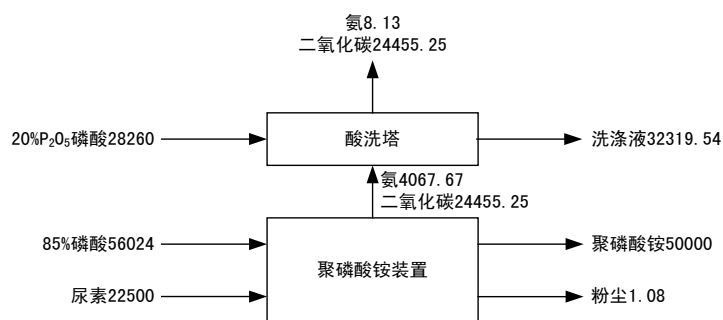 氨8.13
二氧化碳24455.25
20%P₂O₅磷酸28260
酸洗塔
洗涤液32319.54
氨4067.67
二氧化碳24455.25
85%磷酸56024
聚磷酸铵装置
聚磷酸铵50000
尿素22500
粉尘1.08